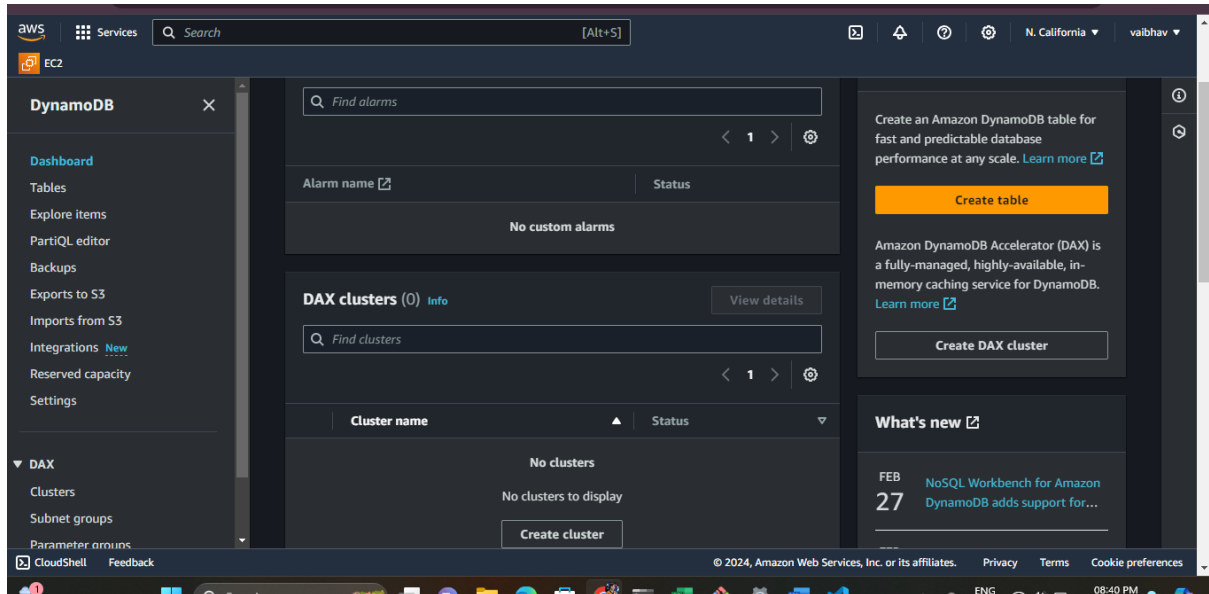 aws
Services
Search
[Alt+S]
N. California
vaibhav
EC2
DynamoDB
Dashboard
Tables
Explore items
PartiQL editor
Backups
Exports to S3
Imports from S3
Integrations New
Reserved capacity
Settings
DAX
Clusters
Subnet groups
Parameter groups
Find alarms
1
Alarm name
Status
No custom alarms
DAX clusters (0) Info
View details
Find clusters
1
Cluster name
Status
No clusters
No clusters to display
Create cluster
Create an Amazon DynamoDB table for
fast and predictable database
performance at any scale. Learn more
Create table
Amazon DynamoDB Accelerator (DAX) is
a fully-managed, highly-available, in-
memory caching service for DynamoDB.
Learn more
Create DAX cluster
What's new
FEB
27
NoSQL Workbench for Amazon
DynamoDB adds support for...
CloudShell
Feedback
© 2024, Amazon Web Services, Inc. or its affiliates.
Privacy
Terms
Cookie preferences
1
ENG
08:40 PM